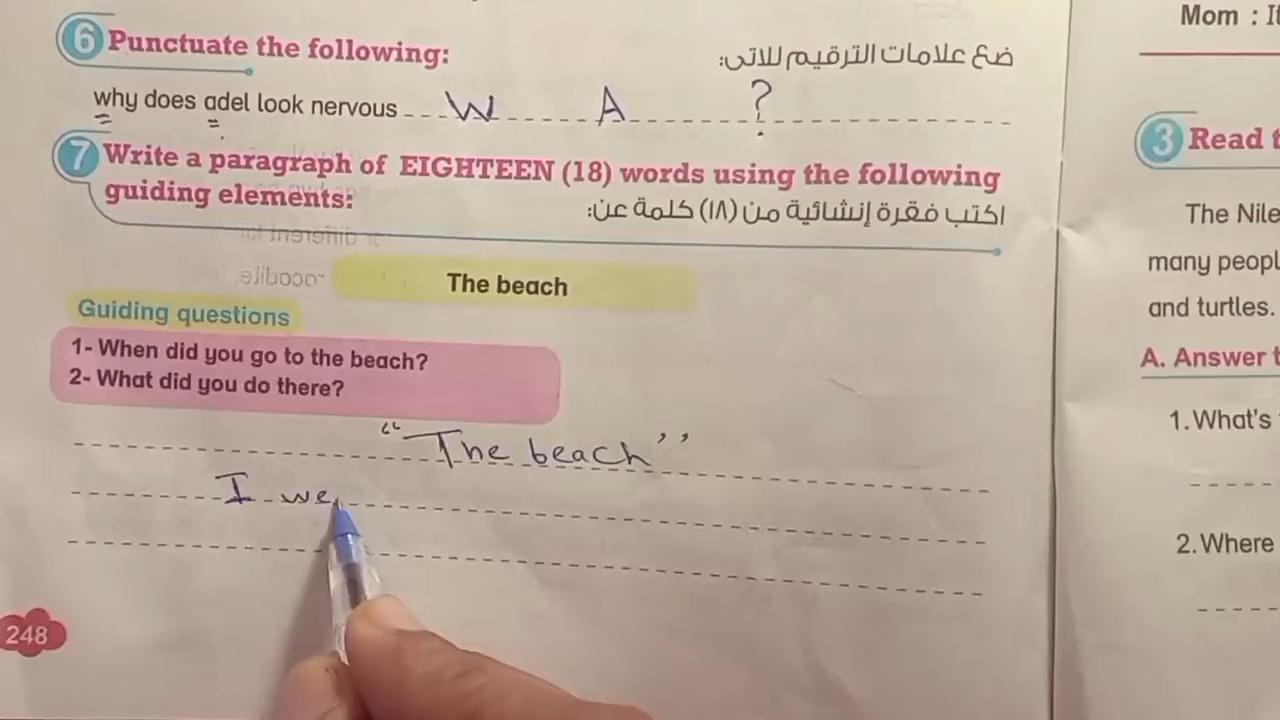 6 Punctuate the following:
ضع علامات الترقيم للاتى:
why does adel look nervous W A ?
7 Write a paragraph of EIGHTEEN (18) words using the following
guiding elements:
اكتب فقرة إنشائية من (١٨) كلمة عن:
The beach
Guiding questions
1- When did you go to the beach?
2- What did you do there?
“The beach”
I we
248
Mom : I
3 Read t
The Nile
many peopl
and turtles.
A. Answer t
1.What's
2.Where